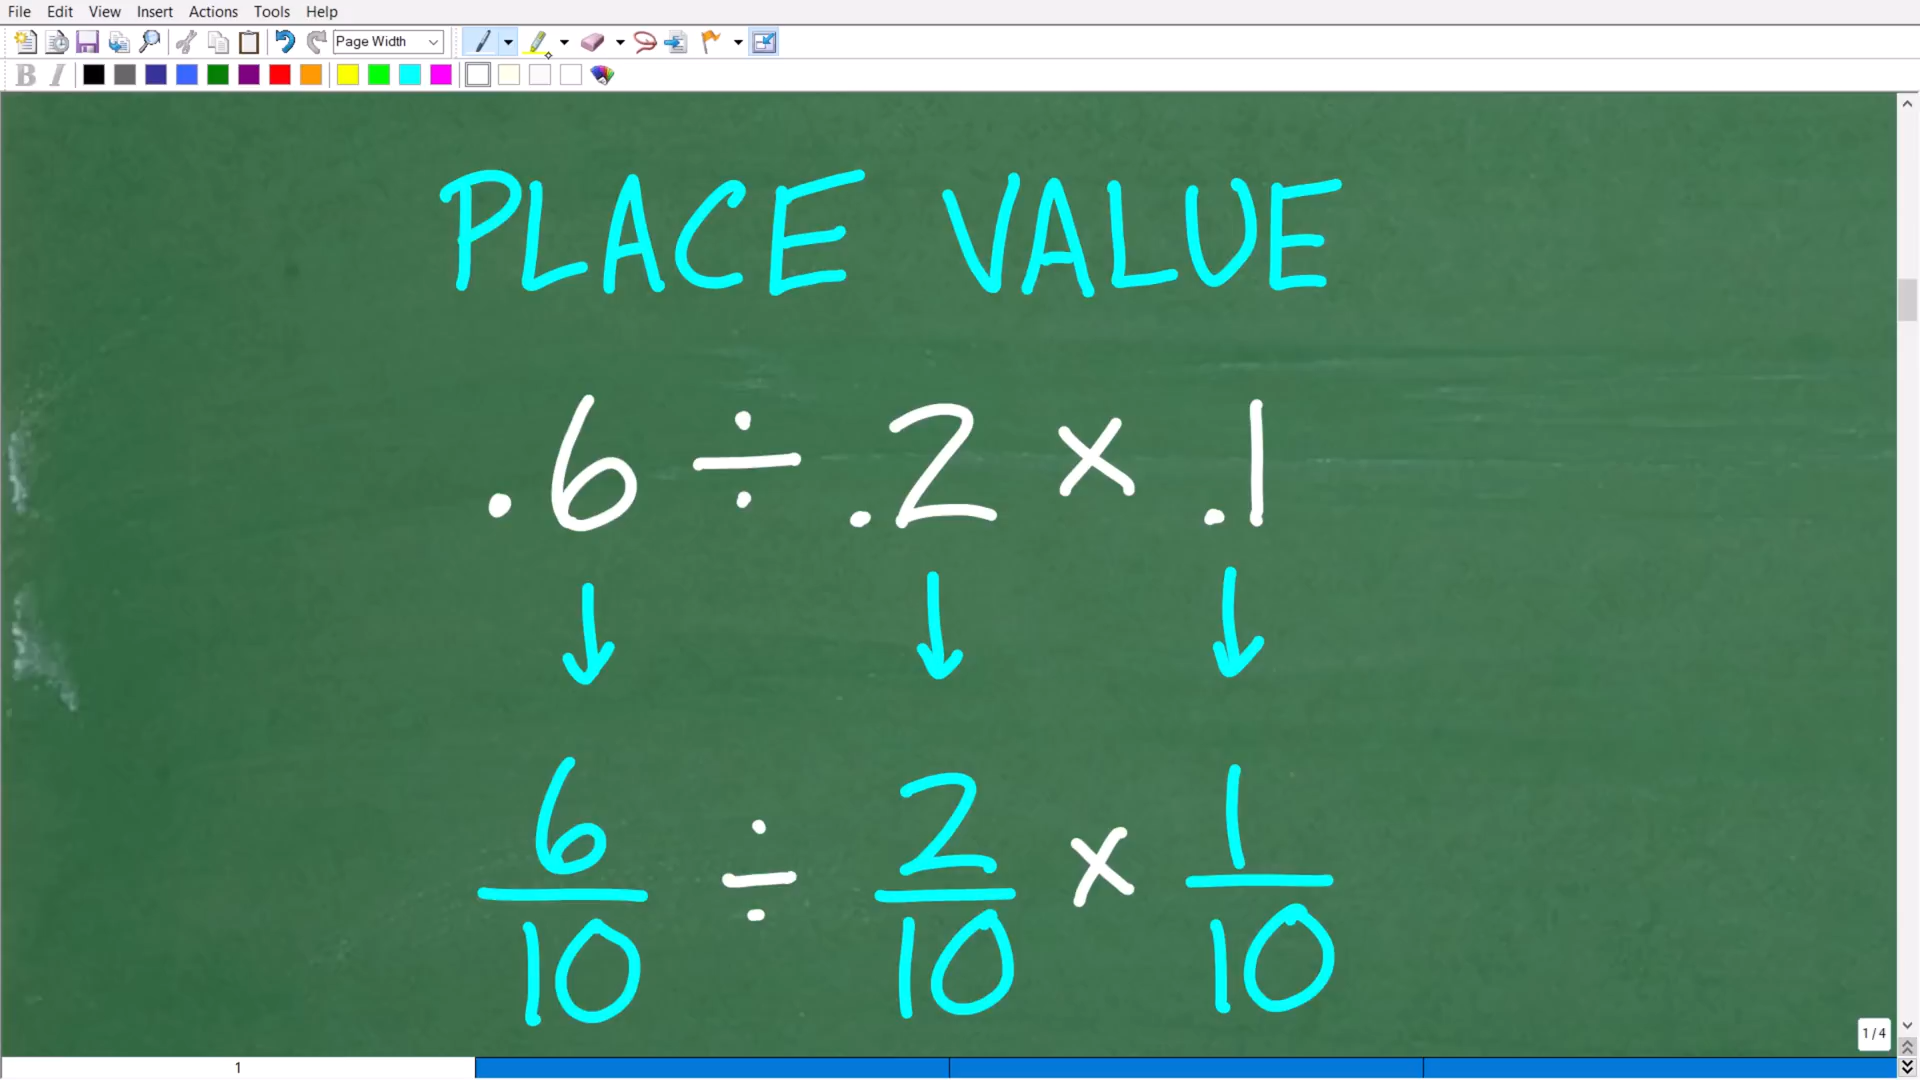 File Edit View Insert Actions Tools Help
Page Width
B I
PLACE VALUE
.6 ÷ .2 × .1
6/10 ÷ 2/10 × 1/10
1 / 4
1